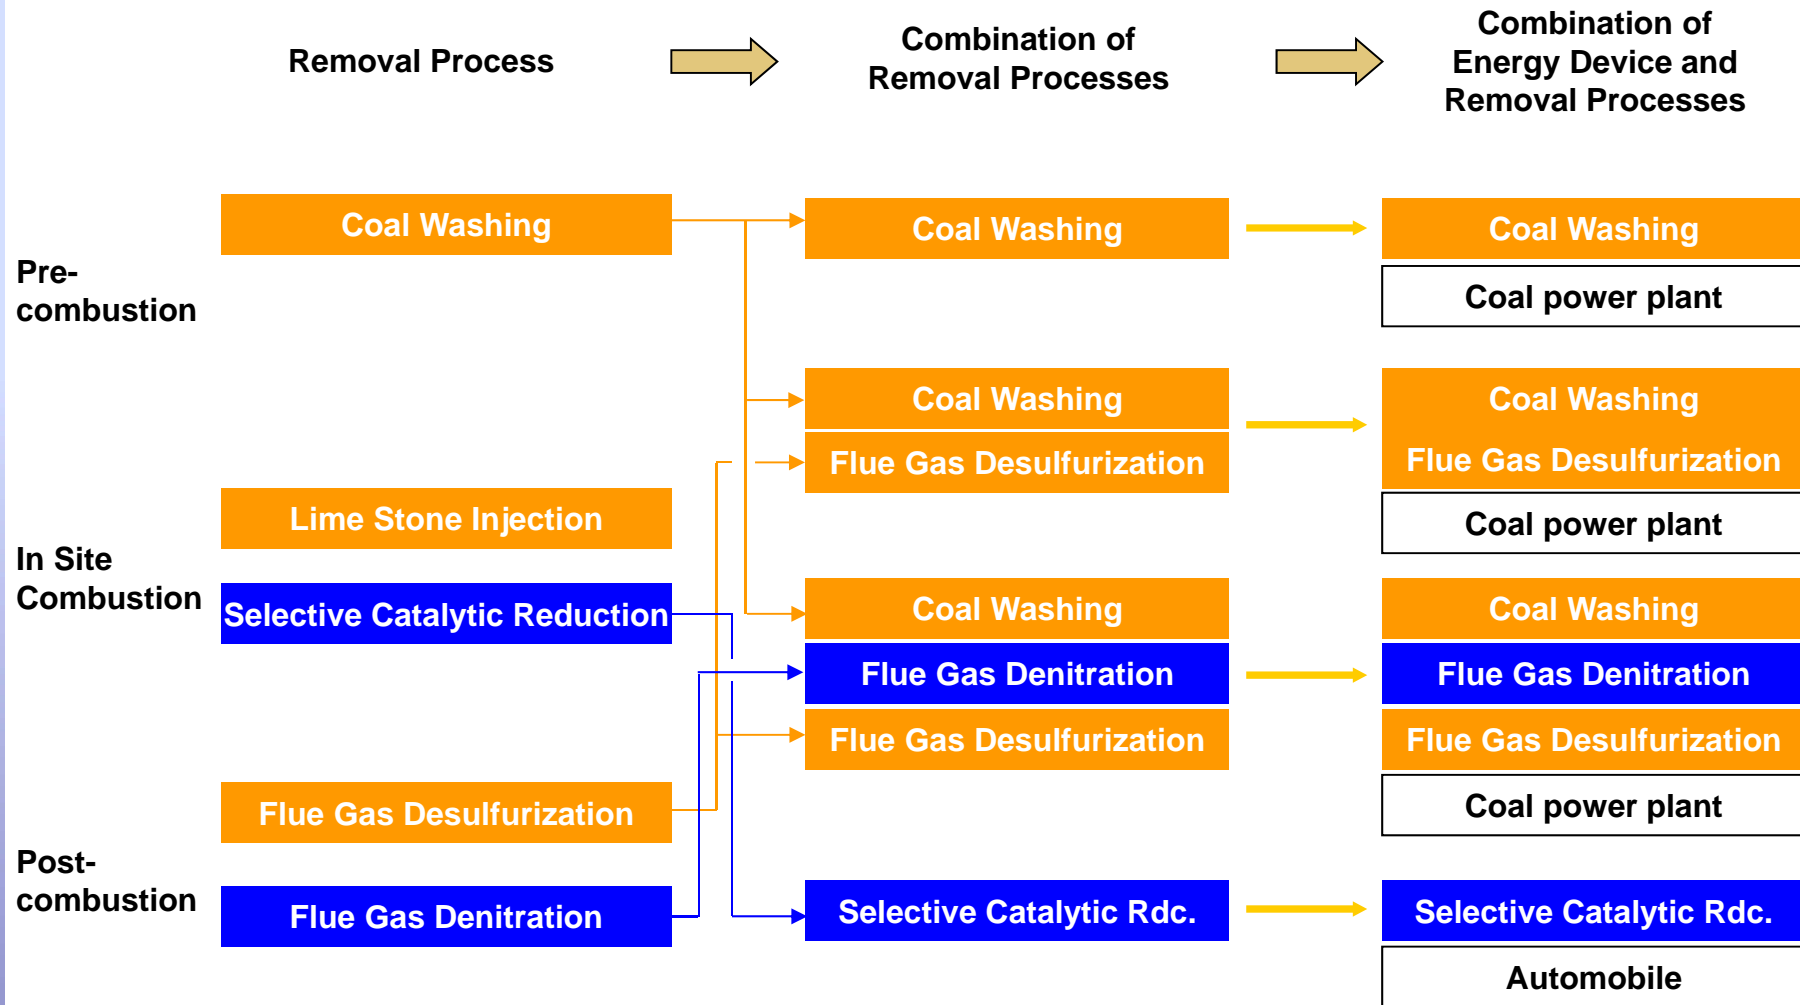 Removal Process
Combination of
Removal Processes
Combination of
Energy Device and
Removal Processes
Pre-
combustion
Coal Washing
Coal Washing
Coal Washing
Coal power plant
Coal Washing
Flue Gas Desulfurization
Coal Washing
Flue Gas Desulfurization
Coal power plant
In Site
Combustion
Lime Stone Injection
Selective Catalytic Reduction
Coal Washing
Flue Gas Denitration
Flue Gas Desulfurization
Coal Washing
Flue Gas Denitration
Flue Gas Desulfurization
Coal power plant
Post-
combustion
Flue Gas Desulfurization
Flue Gas Denitration
Selective Catalytic Rdc.
Selective Catalytic Rdc.
Automobile